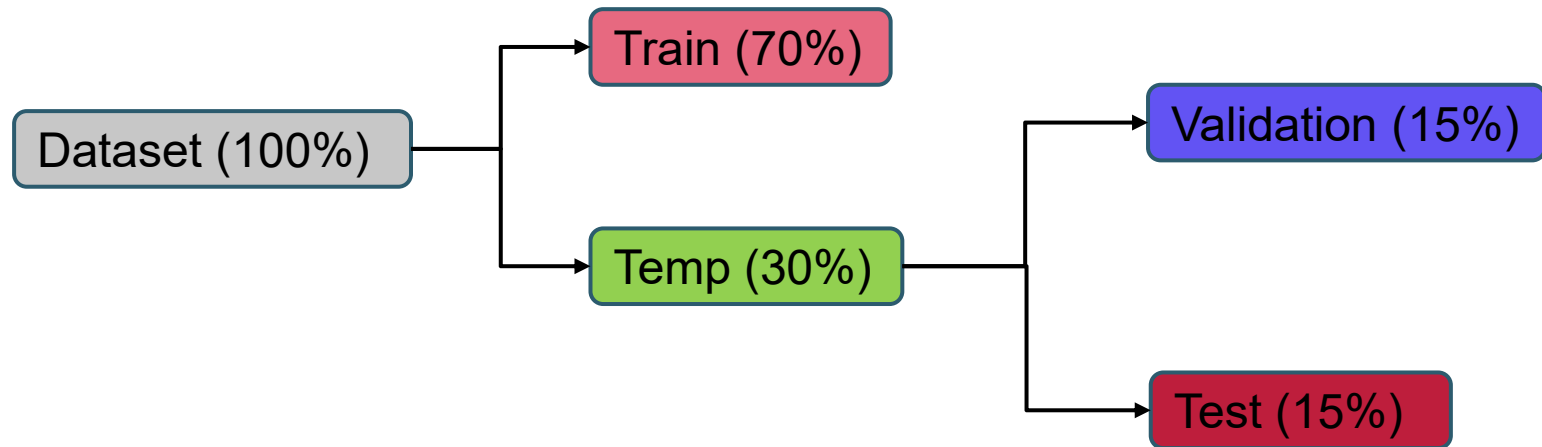 Dataset (100%)
Train (70%)
Temp (30%)
Validation (15%)
Test (15%)